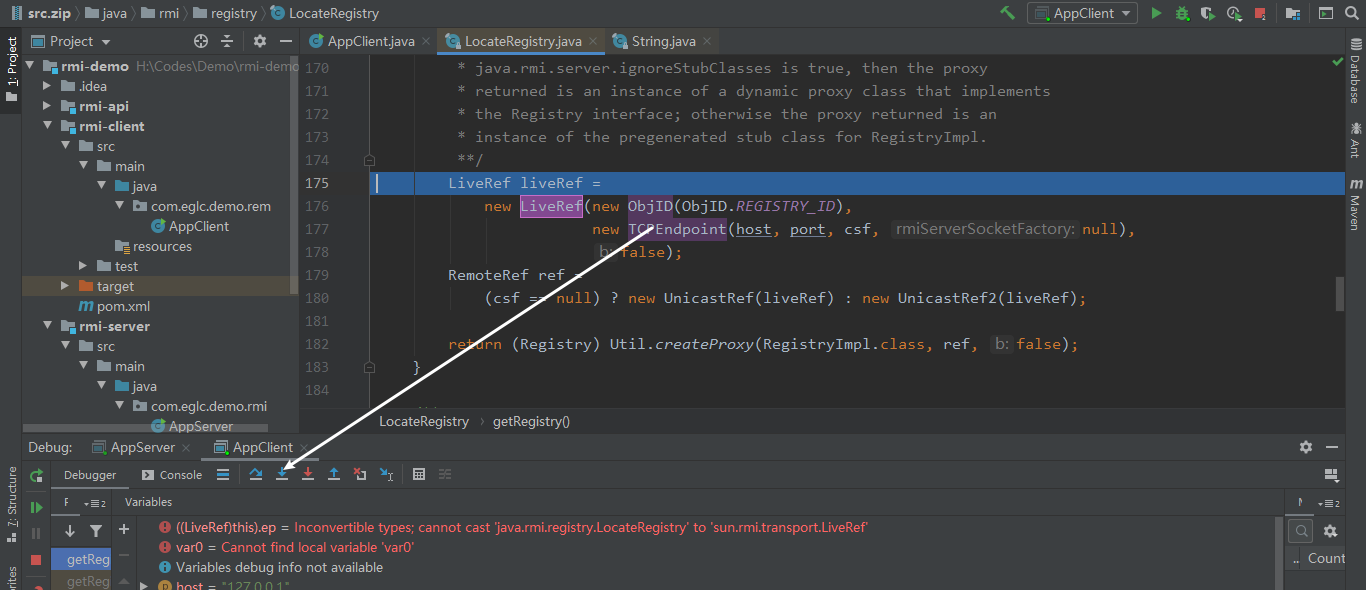 src.zip java rmi registry LocateRegistry AppClient
1: Project
Project
AppClient.java LocateRegistry.java String.java
rmi-demo H:\Codes\Demo\rmi-demo
.idea
rmi-api
rmi-client
src
main
java
com.eglc.demo.rem
AppClient
resources
test
target
pom.xml
rmi-server
src
main
java
com.eglc.demo.rmi
AppServer
170 * java.rmi.server.ignoreStubClasses is true, then the proxy
171 * returned is an instance of a dynamic proxy class that implements
172 * the Registry interface; otherwise the proxy returned is an
173 * instance of the pregenerated stub class for RegistryImpl.
174 **/
175 LiveRef liveRef =
176 new LiveRef(new ObjID(ObjID.REGISTRY_ID),
177 new TCPEndpoint(host, port, csf, rmiServerSocketFactory: null),
178 b: false);
179 RemoteRef ref =
180 (csf == null) ? new UnicastRef(liveRef) : new UnicastRef2(liveRef);
181
182 return (Registry) Util.createProxy(RegistryImpl.class, ref, b: false);
183 }
184
LocateRegistry getRegistry()
Database
Ant
m Maven
Debug: AppServer AppClient
Debugger Console
7: Structure
F 2 Variables 2
((LiveRef)this).ep = Inconvertible types; cannot cast 'java.rmi.registry.LocateRegistry' to 'sun.rmi.transport.LiveRef'
var0 = Cannot find local variable 'var0'
Variables debug info not available
host = "127.0.0.1"
getReg
getReg
.. Count